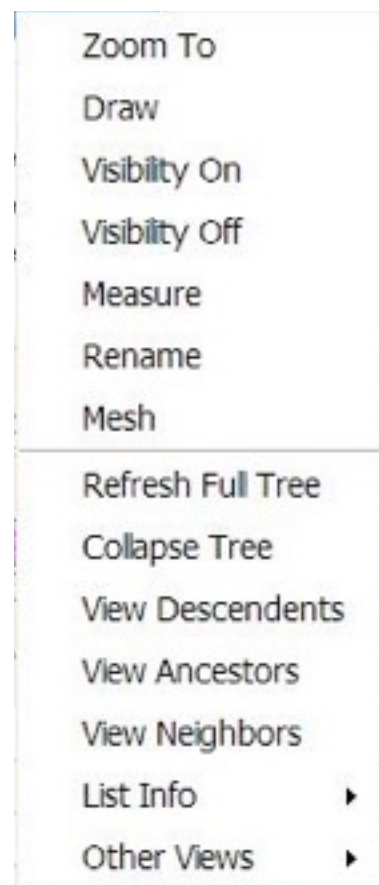 Zoom To
Draw
Visibility On
Visibility Off
Measure
Rename
Mesh
Refresh Full Tree
Collapse Tree
View Descendents
View Ancestors
View Neighbors
List Info
Other Views